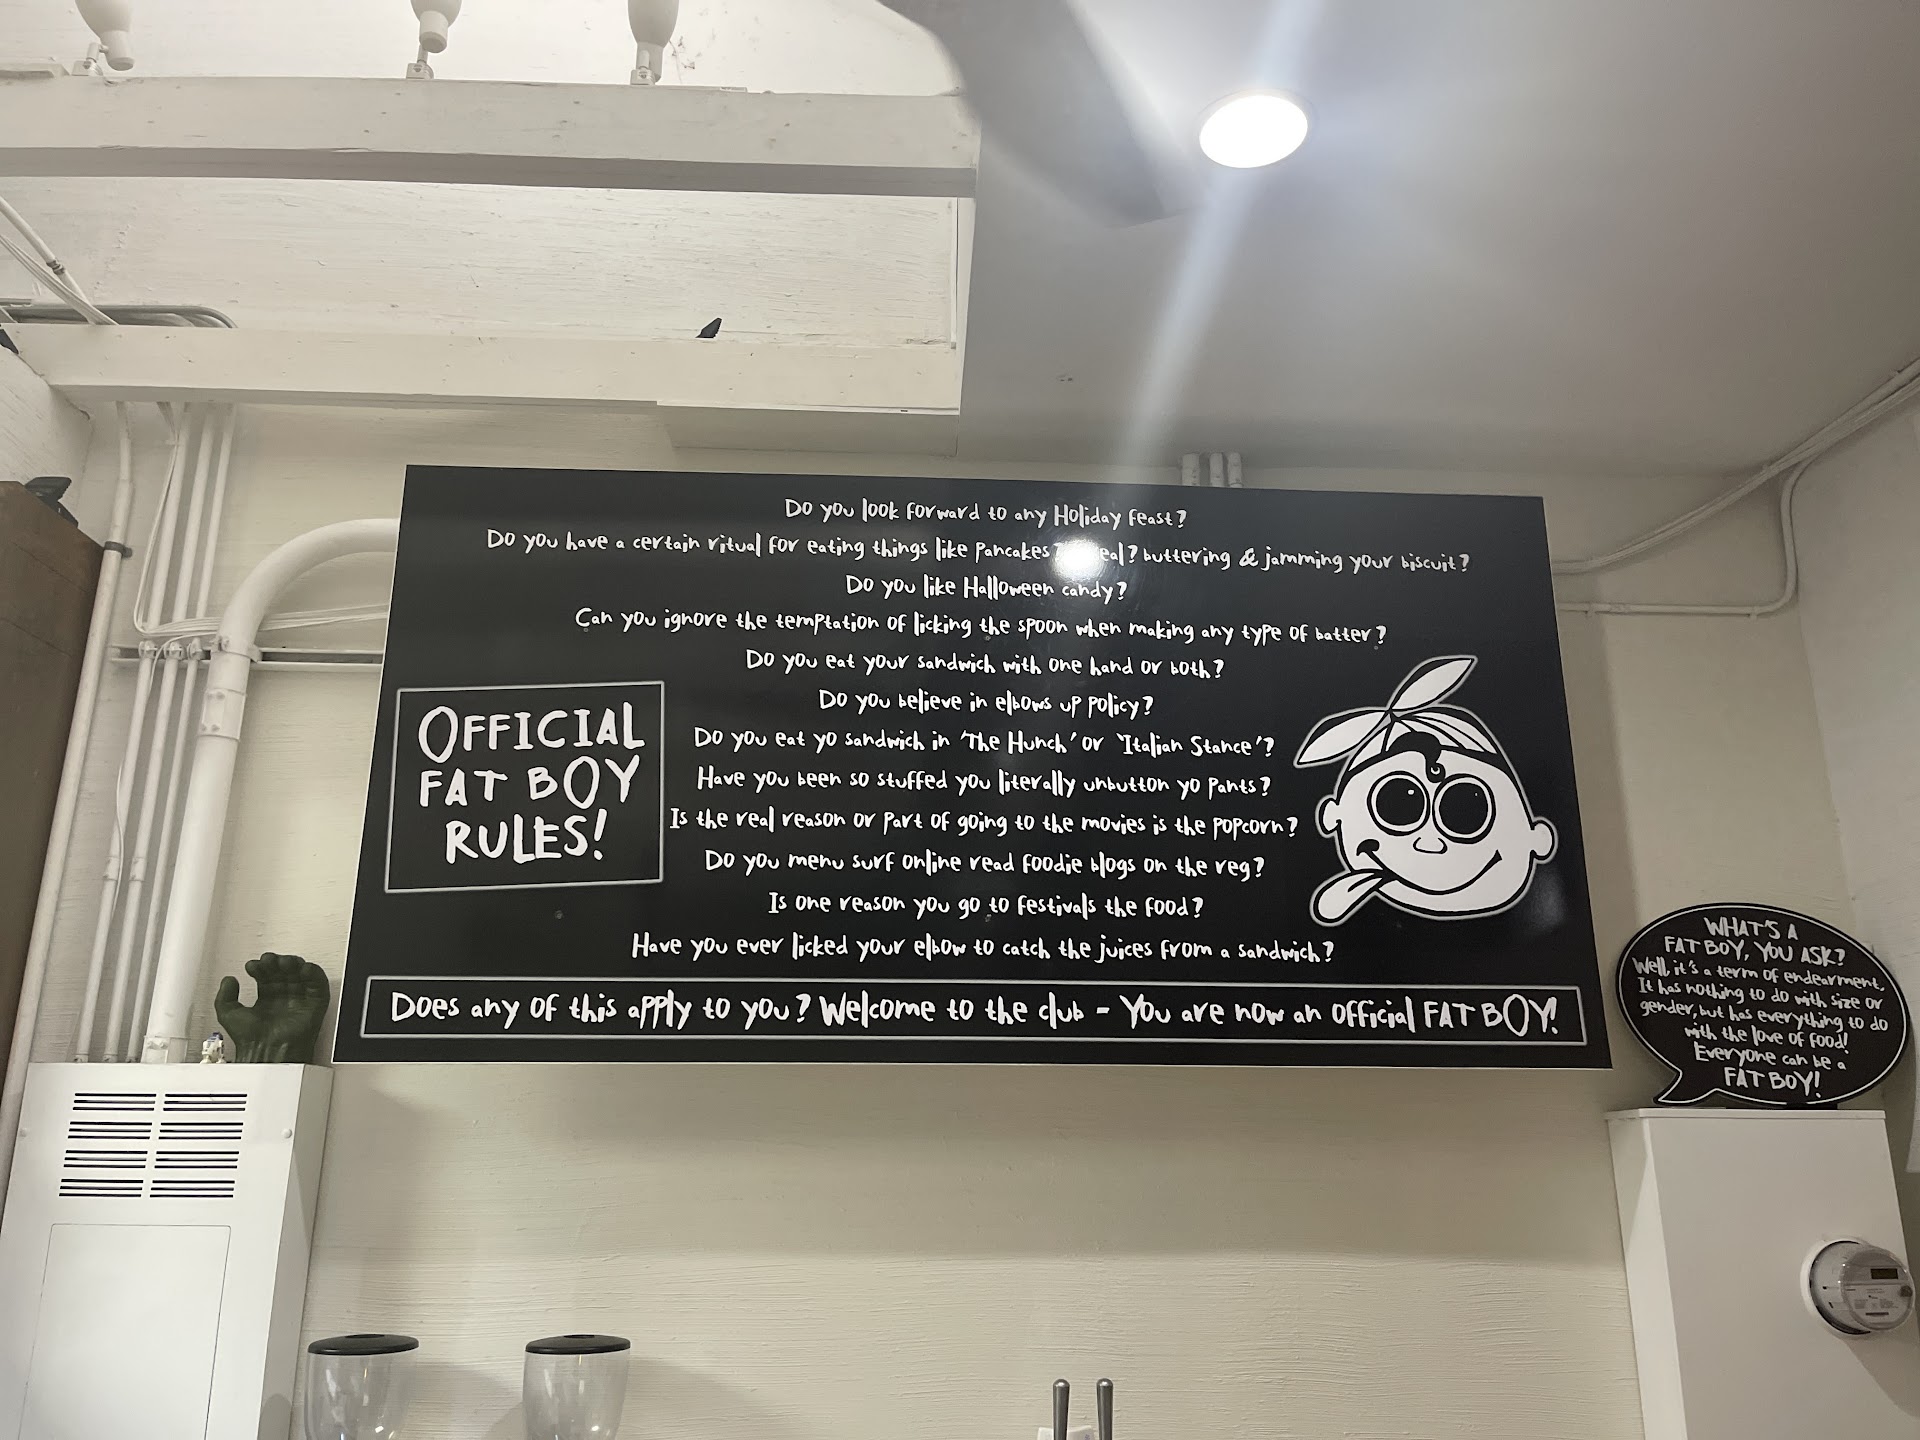 Do you look forward to any Holiday feast?
Do you have a certain ritual for eating things like Pancakes? buttering & jamming your biscuit?
Do you like Halloween candy?
Can you ignore the temptation of licking the spoon when making any type of batter?
Do you eat your sandwich with one hand or both?
Do you believe in elbows up policy?
Do you eat yo sandwich in 'The Hunch' or 'Italian Stance'?
Have you been so stuffed you literally unbutton yo pants?
Is the real reason or part of going to the movies is the popcorn?
Do you menu surf online read foodie blogs on the reg?
Is one reason you go to festivals the food?
Have you ever licked your elbow to catch the juices from a sandwich?
OFFICIAL
FAT BOY
RULES!
Does any of this apply to you? Welcome to the club - You are now an official FAT BOY!
WHAT'S A
FAT BOY, YOU ASK?
Well, it's a term of endearment.
It has nothing to do with size or
gender, but has everything to do
with the love of food!
Everyone can be a
FAT BOY!